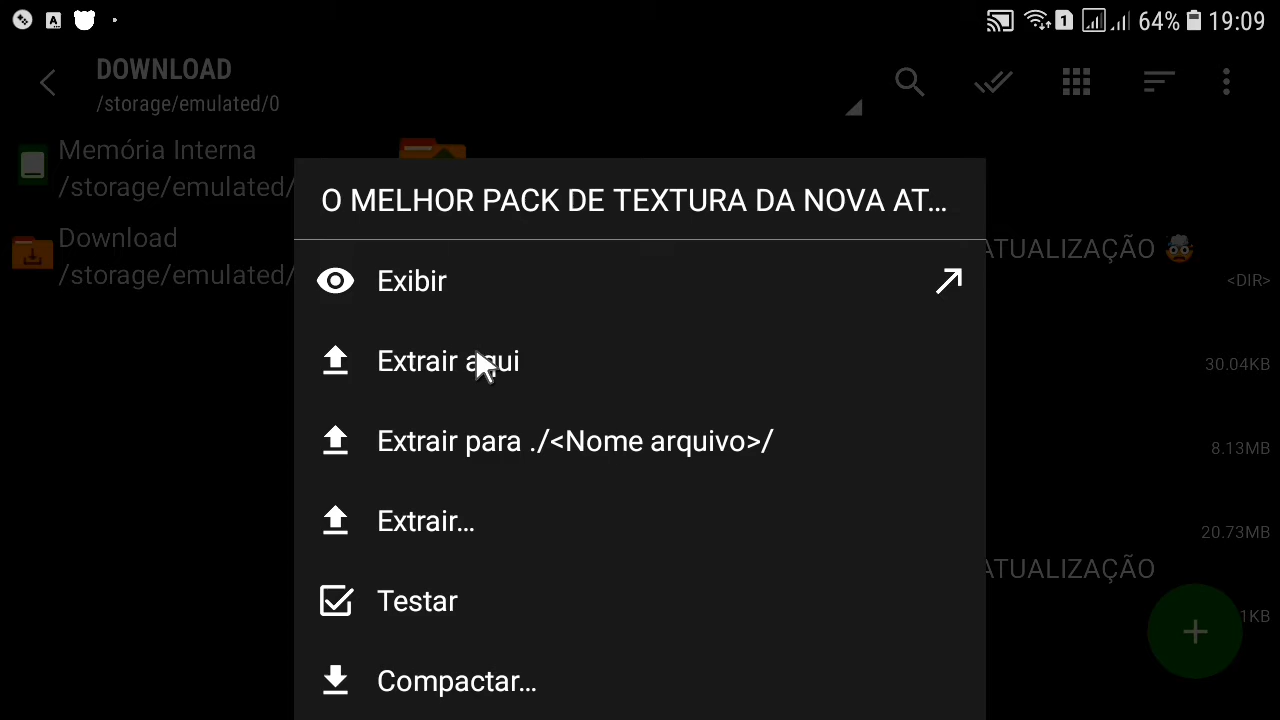 A
1
64%
19:09
DOWNLOAD
/storage/emulated/0
Memória Interna
/storage/emulated/
Download
/storage/emulated/
O MELHOR PACK DE TEXTURA DA NOVA AT...
Exibir
Extrair aqui
Extrair para ./<Nome arquivo>/
Extrair...
Testar
Compactar...
ATUALIZAÇÃO 🤯
<DIR>
30.04KB
8.13MB
20.73MB
ATUALIZAÇÃO
1KB